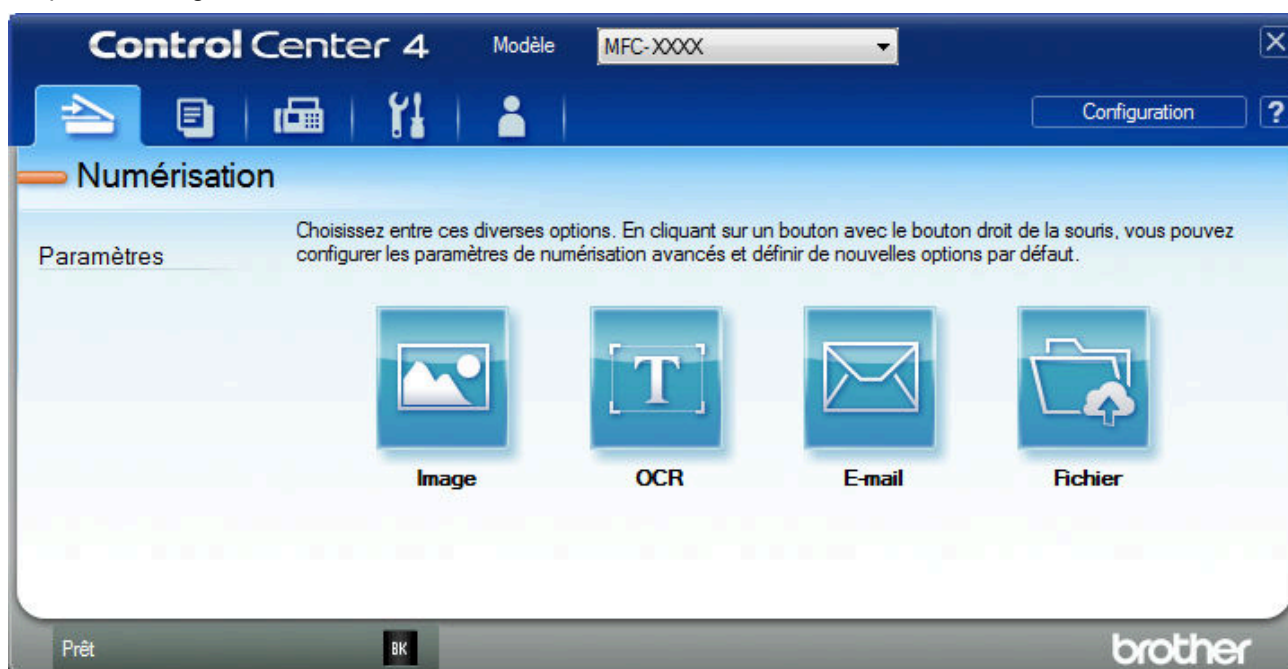 Control Center 4
Modèle
MFC-XXXX
Configuration
?
Numérisation
Paramètres
Choisissez entre ces diverses options. En cliquant sur un bouton avec le bouton droit de la souris, vous pouvez
configurer les paramètres de numérisation avancés et définir de nouvelles options par défaut.
T
Image
OCR
E-mail
Fichier
Prêt
BK
brother